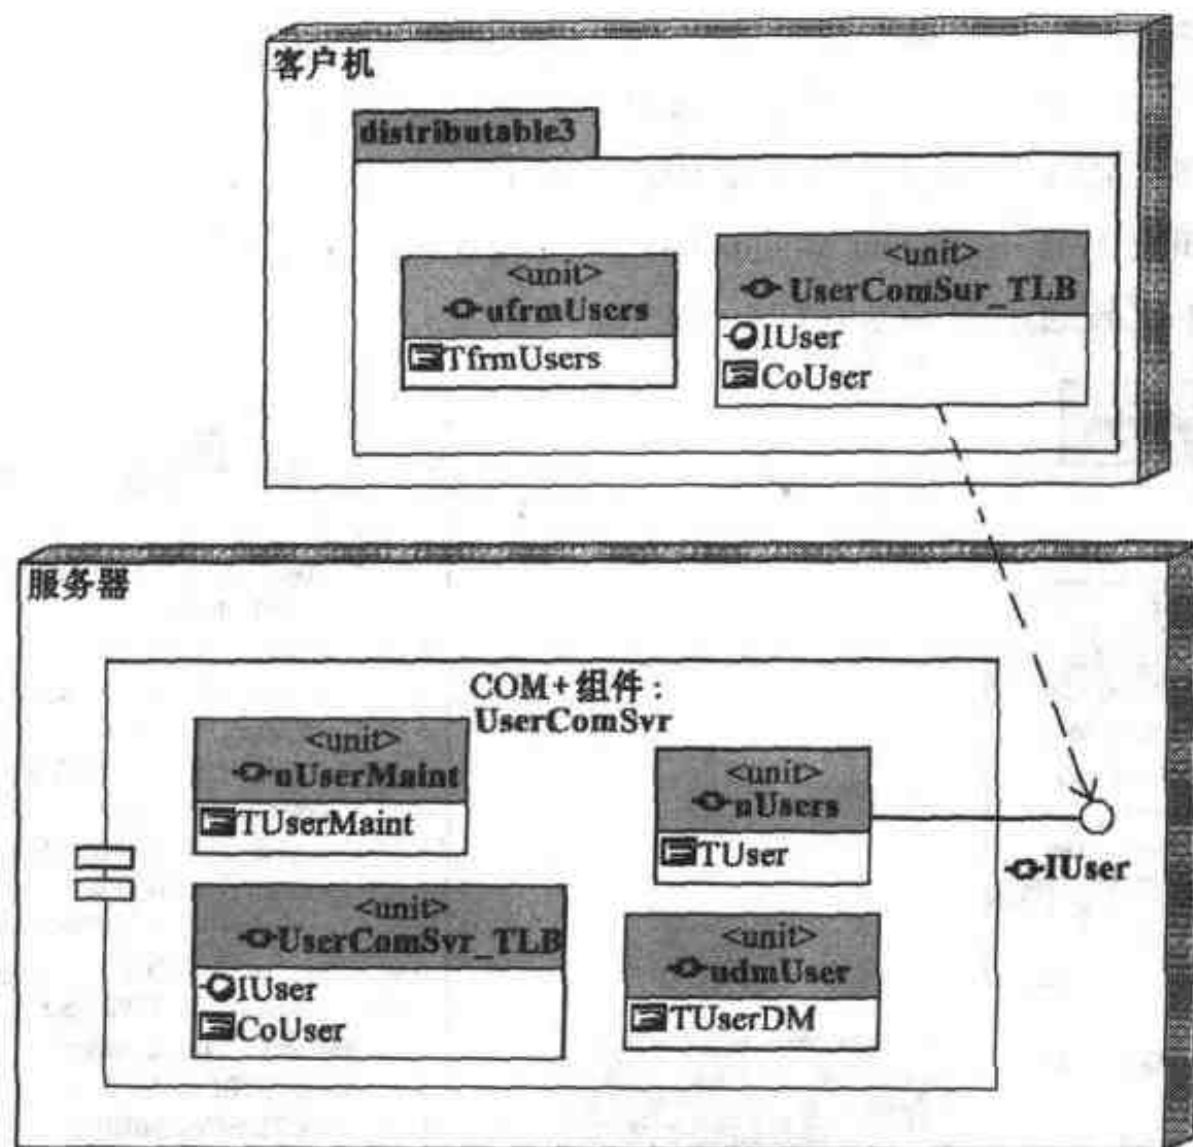 客户机
distributable3
<unit>
ufrmUsers
TfrmUsers
<unit>
UserComSur_TLB
IUser
CoUser
服务器
COM+组件:
UserComSvr
<unit>
uUserMaint
TUserMaint
<unit>
uUsers
TUser
IUser
<unit>
UserComSvr_TLB
IUser
CoUser
<unit>
udmUser
TUserDM